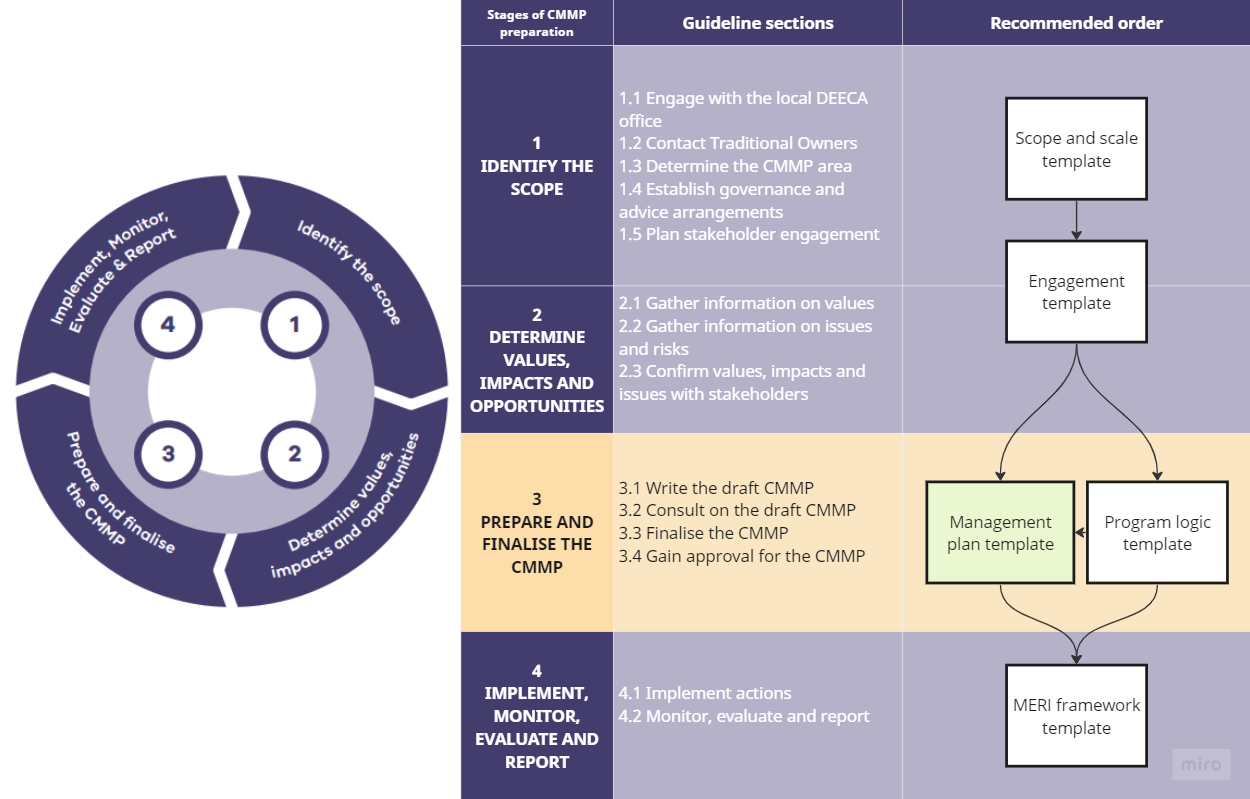 Implement, Monitor,
Evaluate & Report
Identify the scope
4
1
3
2
Prepare and finalise
the CMMP
Determine values,
impacts and opportunities
Stages of CMMP
preparation
Guideline sections
Recommended order
1
IDENTIFY THE
SCOPE
1.1 Engage with the local DEECA
office
1.2 Contact Traditional Owners
1.3 Determine the CMMP area
1.4 Establish governance and
advice arrangements
1.5 Plan stakeholder engagement
Scope and scale
template
Engagement
template
2
DETERMINE
VALUES,
IMPACTS AND
OPPORTUNITIES
2.1 Gather information on values
2.2 Gather information on issues
and risks
2.3 Confirm values, impacts and
issues with stakeholders
3
PREPARE AND
FINALISE THE
CMMP
3.1 Write the draft CMMP
3.2 Consult on the draft CMMP
3.3 Finalise the CMMP
3.4 Gain approval for the CMMP
Management
plan template
Program logic
template
4
IMPLEMENT,
MONITOR,
EVALUATE AND
REPORT
4.1 Implement actions
4.2 Monitor, evaluate and report
MERI framework
template
miro